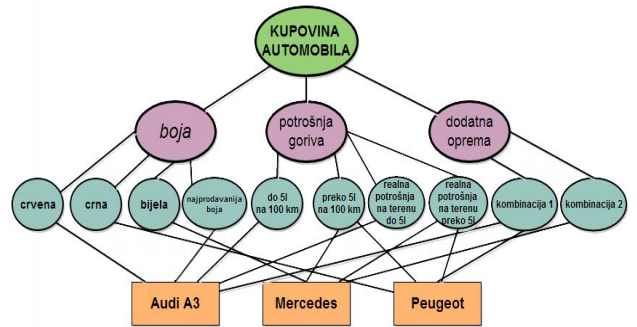 KUPOVINA
AUTOMOBILA
boja
potrošnja
goriva
dodatna
oprema
crvena
crna
bijela
najprodavanija
boja
do 5l
na 100 km
preko 5l
na 100 km
realna
potrošnja
na terenu
do 5l
realna
potrošnja
na terenu
preko 5l
kombinacija 1
kombinacija 2
Audi A3
Mercedes
Peugeot